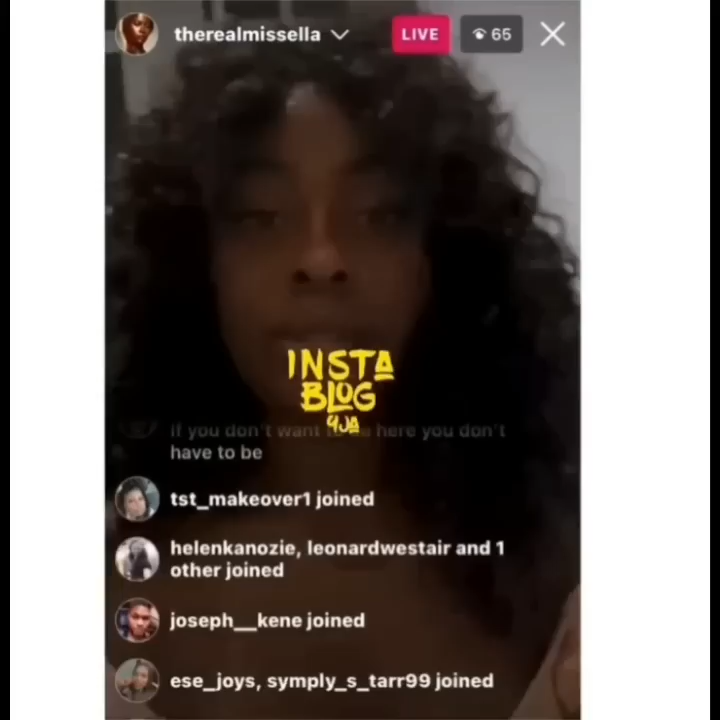 therealmissella
LIVE
65
INSTA
BLOG
9JA
If you don't want to be here you don't
have to be
tst_makeover1 joined
helenkanozie, leonardwestair and 1
other joined
joseph__kene joined
ese_joys, symply_s_tarr99 joined